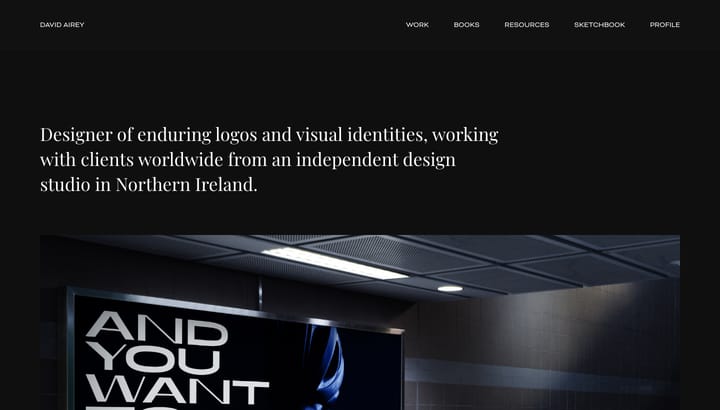 DAVID AIREY
WORK BOOKS RESOURCES SKETCHBOOK PROFILE
Designer of enduring logos and visual identities, working
with clients worldwide from an independent design
studio in Northern Ireland.
AND
YOU
WANT